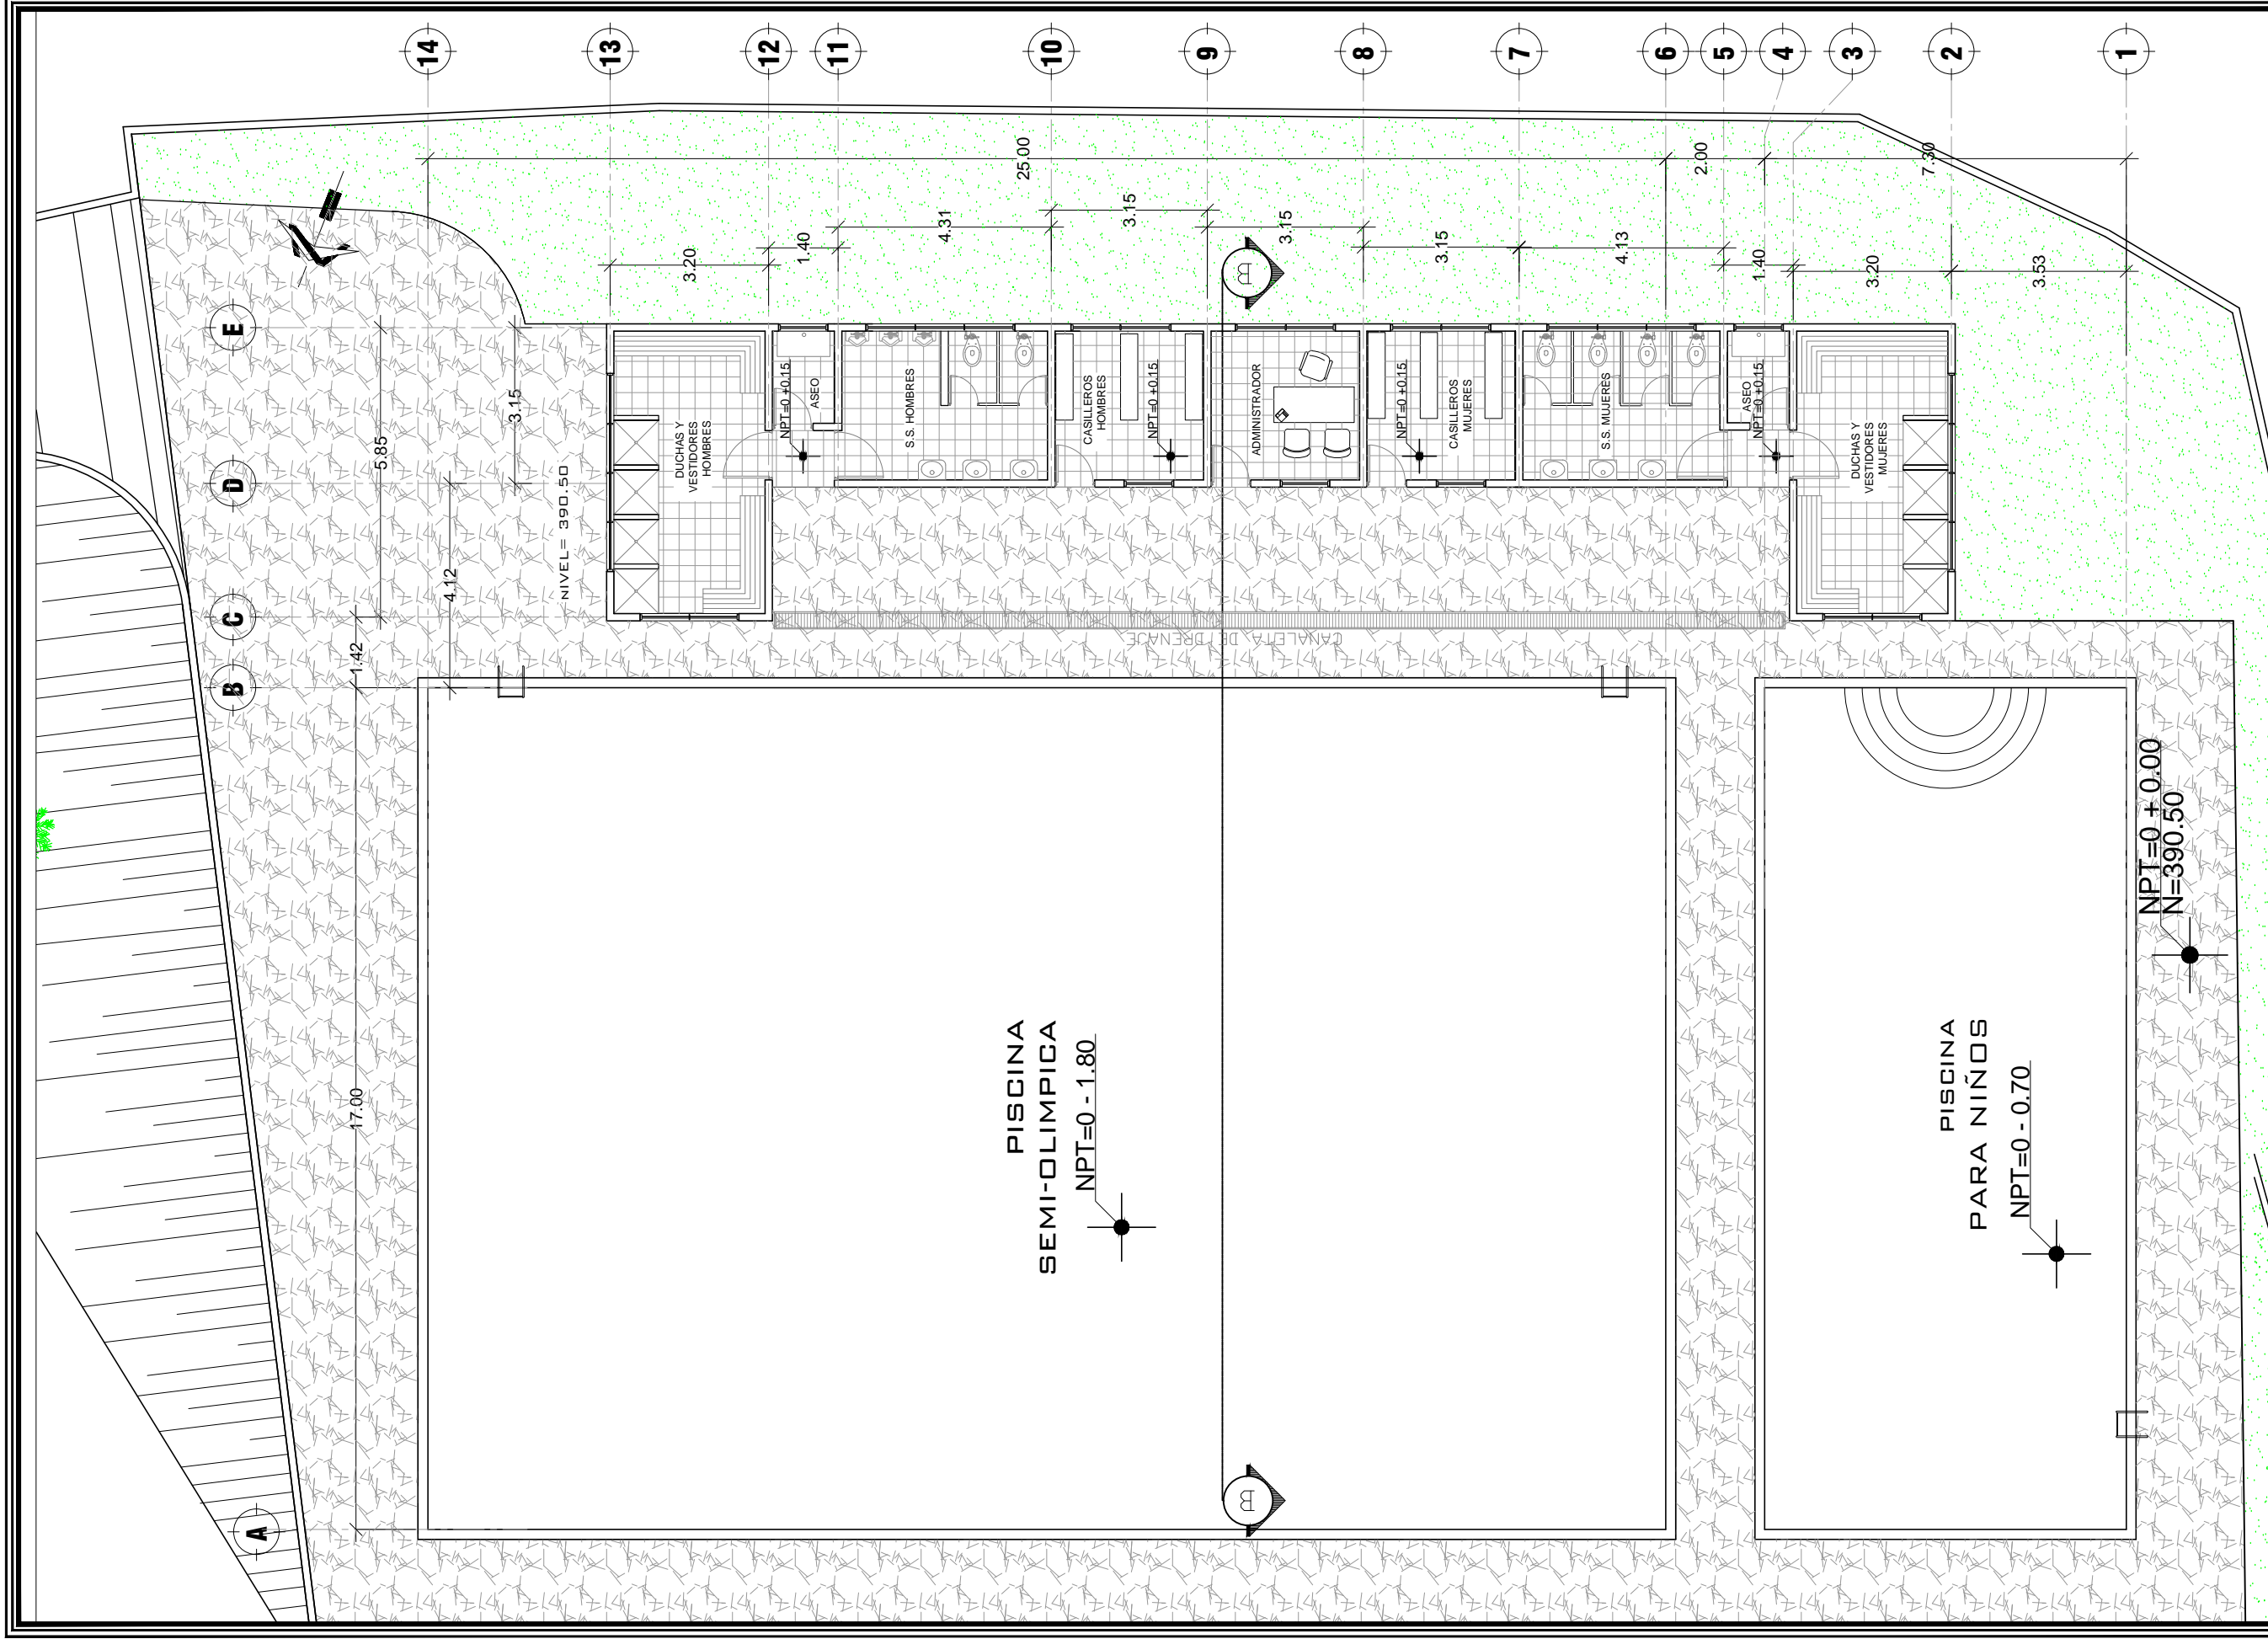 14
13
12
11
10
9
8
7
6
5
4
3
2
1
25.00
2.00
7.30
3.20
1.40
4.31
3.15
3.15
3.15
4.13
1.40
3.20
3.53
E
D
C
B
A
5.85
3.15
4.12
1.42
17.00
NIVEL= 390.50
DUCHAS Y
VESTIDORES
HOMBRES
NPT=0 +0.15
ASEO
S.S. HOMBRES
CASILLEROS
HOMBRES
NPT=0 +0.15
ADMINISTRADOR
NPT=0 +0.15
CASILLEROS
MUJERES
S.S. MUJERES
ASEO
NPT=0 +0.15
DUCHAS Y
VESTIDORES
MUJERES
B
CANALETA DE DRENAJE
PISCINA
SEMI-OLIMPICA
NPT=0 - 1.80
B
PISCINA
PARA NIÑOS
NPT=0 - 0.70
NPT=0 + 0.00
N=390.50